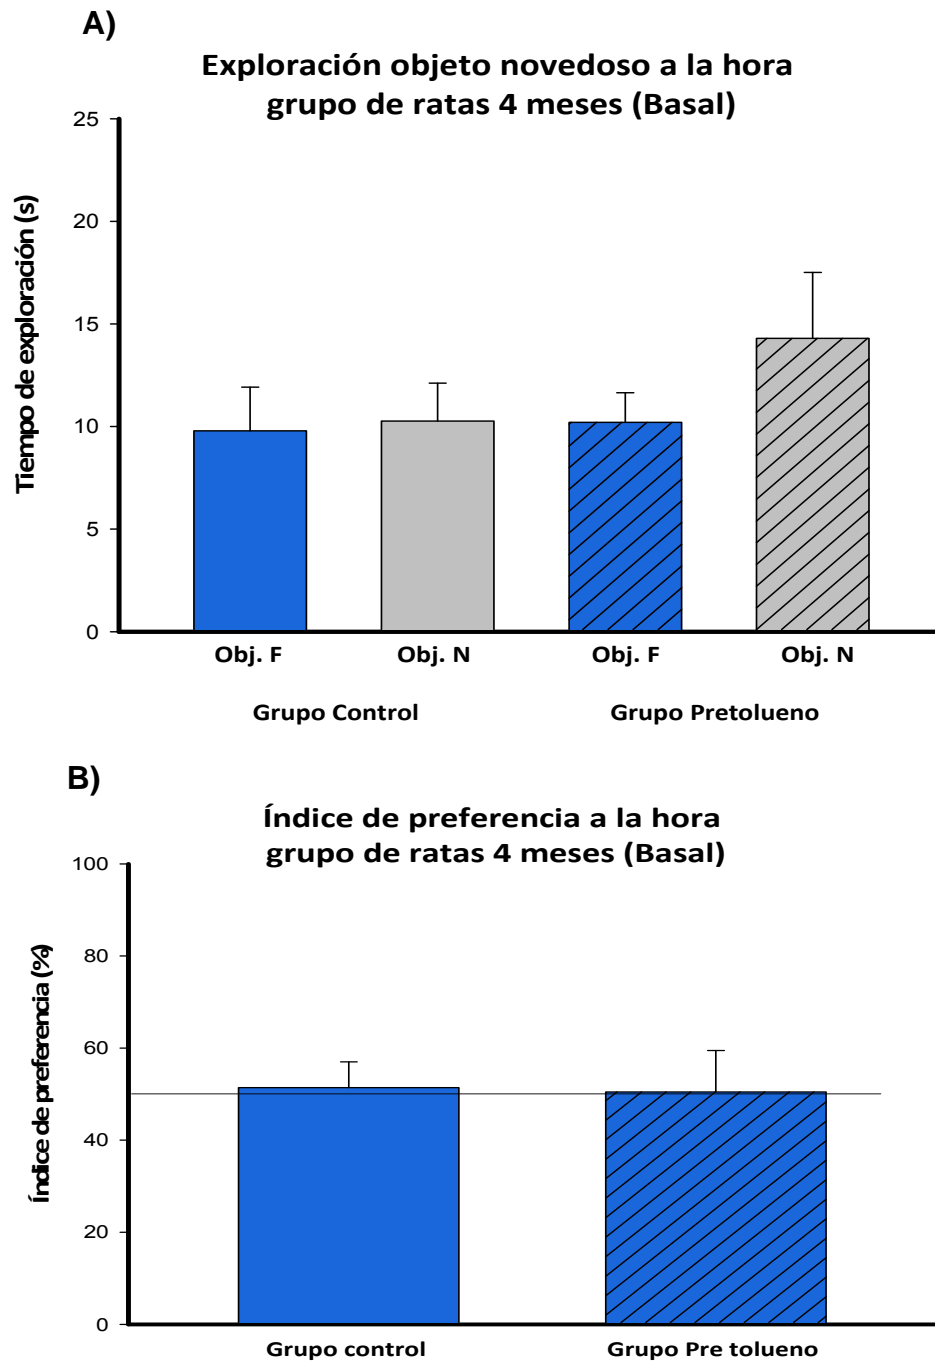 A)
Exploración objeto novedoso a la hora
grupo de ratas 4 meses (Basal)
25
20
15
10
5
0
Tiempo de exploración (s)
Obj. F Obj. N Obj. F Obj. N
Grupo Control Grupo Pretolueno
B)
Índice de preferencia a la hora
grupo de ratas 4 meses (Basal)
100
80
60
40
20
0
Índice de preferencia (%)
Grupo control Grupo Pre tolueno